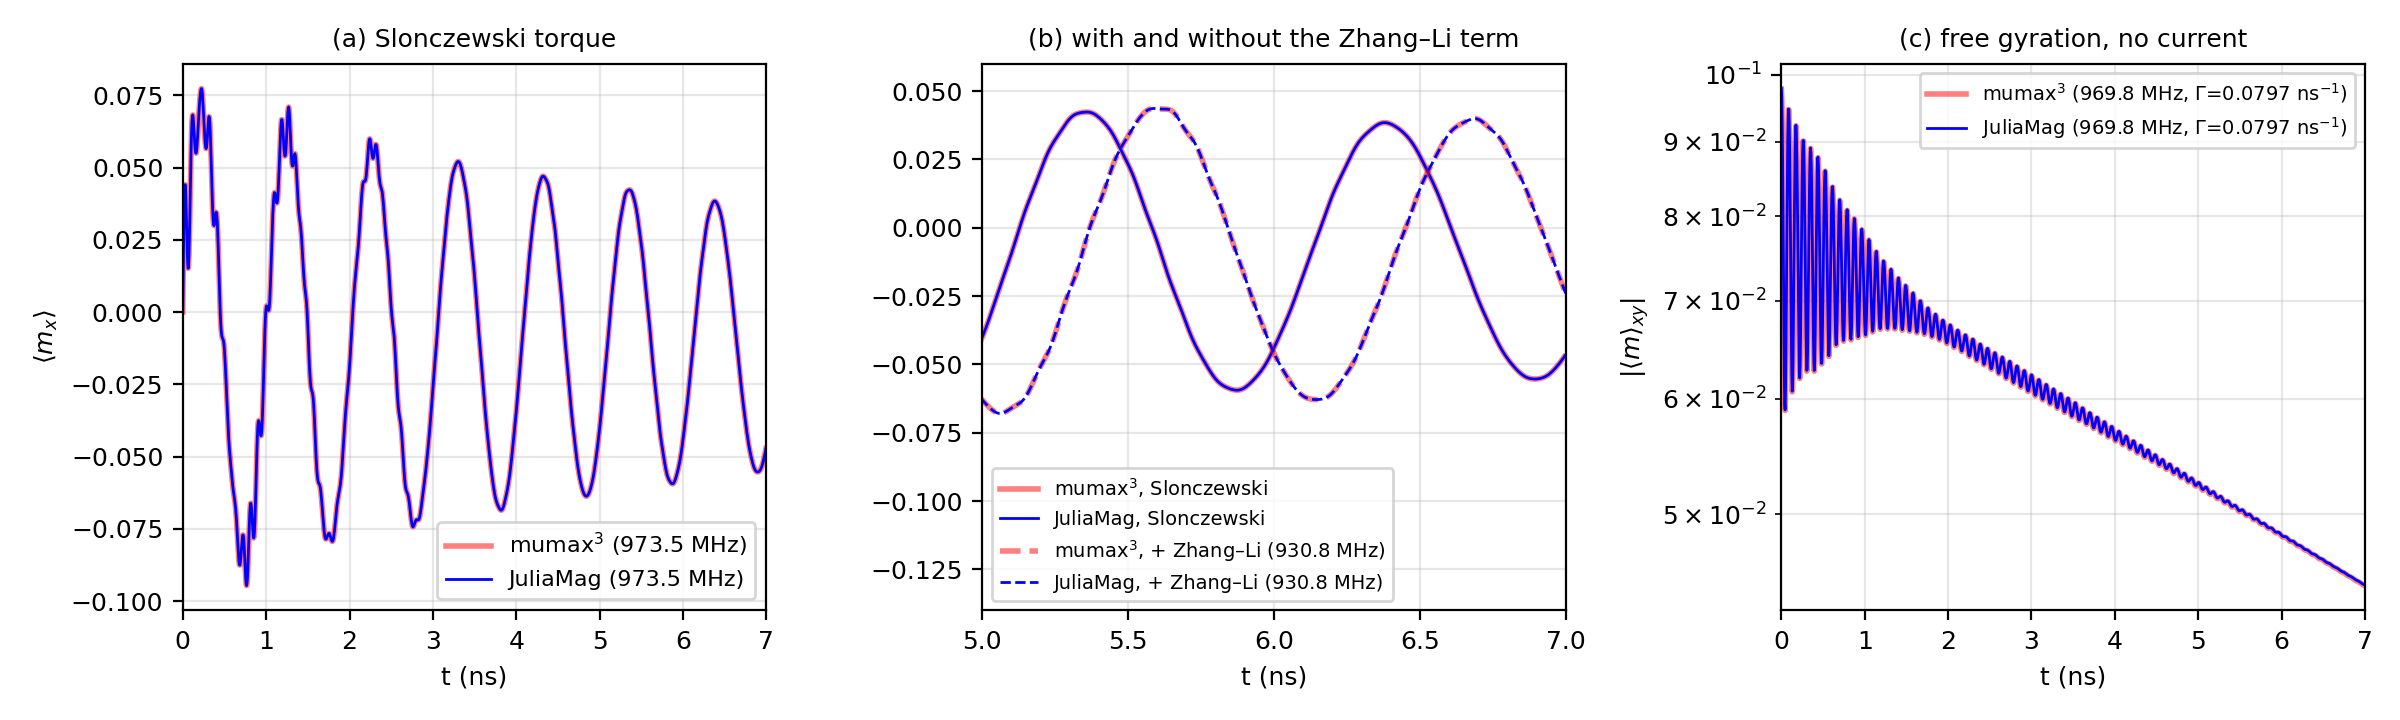 (a) Slonczewski torque
0.075
0.050
0.025
0.000
−0.025
−0.050
−0.075
−0.100
⟨mₓ⟩
mumax³ (973.5 MHz)
JuliaMag (973.5 MHz)
0 1 2 3 4 5 6 7
t (ns)
(b) with and without the Zhang–Li term
0.050
0.025
0.000
−0.025
−0.050
−0.075
−0.100
−0.125
mumax³, Slonczewski
JuliaMag, Slonczewski
mumax³, + Zhang–Li (930.8 MHz)
JuliaMag, + Zhang–Li (930.8 MHz)
5.0 5.5 6.0 6.5 7.0
t (ns)
(c) free gyration, no current
10⁻¹
9 × 10⁻²
8 × 10⁻²
7 × 10⁻²
6 × 10⁻²
5 × 10⁻²
|⟨m⟩_xy|
mumax³ (969.8 MHz, Γ=0.0797 ns⁻¹)
JuliaMag (969.8 MHz, Γ=0.0797 ns⁻¹)
0 1 2 3 4 5 6 7
t (ns)